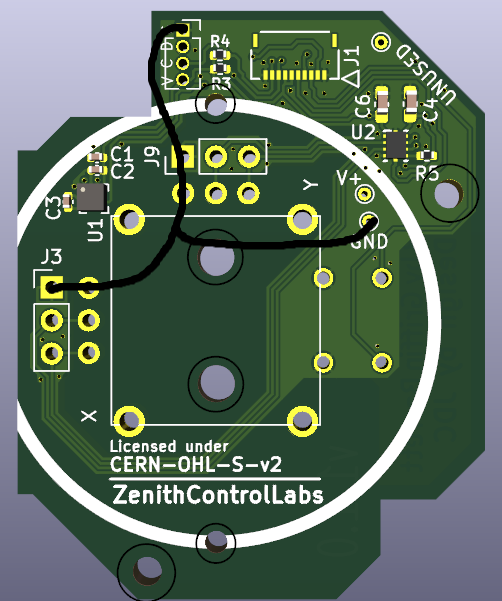 V C D
R4
R3
J1
UNUSED
C6
C4
U2
R5
J9
Y
V+
GND
C1
C2
C3
U1
J3
X
Licensed under
CERN-OHL-S-v2
ZenithControlLabs